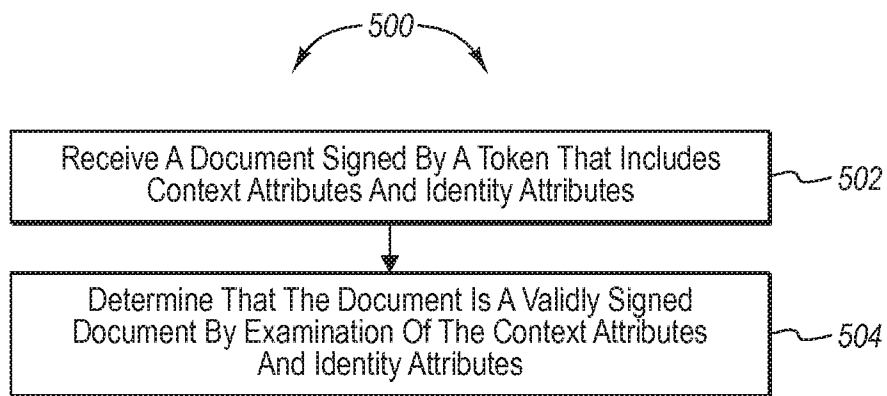 500
Receive A Document Signed By A Token That Includes
Context Attributes And Identity Attributes
502
Determine That The Document Is A Validly Signed
Document By Examination Of The Context Attributes
And Identity Attributes
504